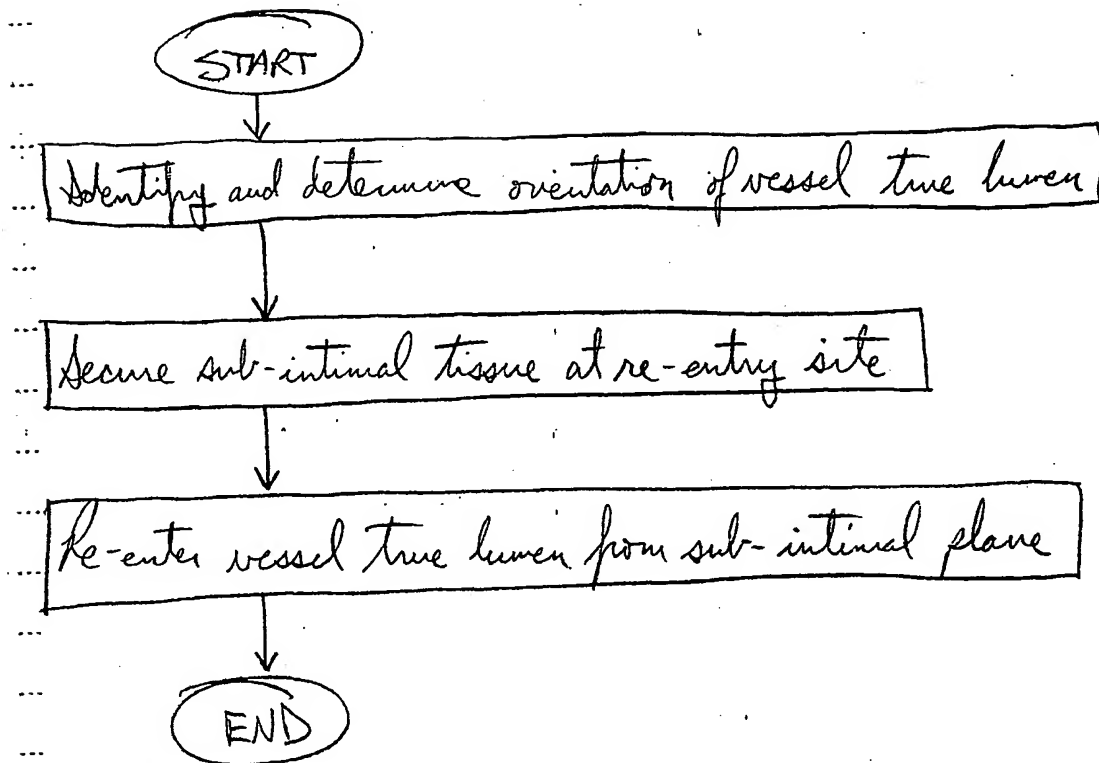 START
Identify and determine orientation of vessel true lumen
Secure sub-intimal tissue at re-entry site
Re-enter vessel true lumen from sub-intimal plane
END